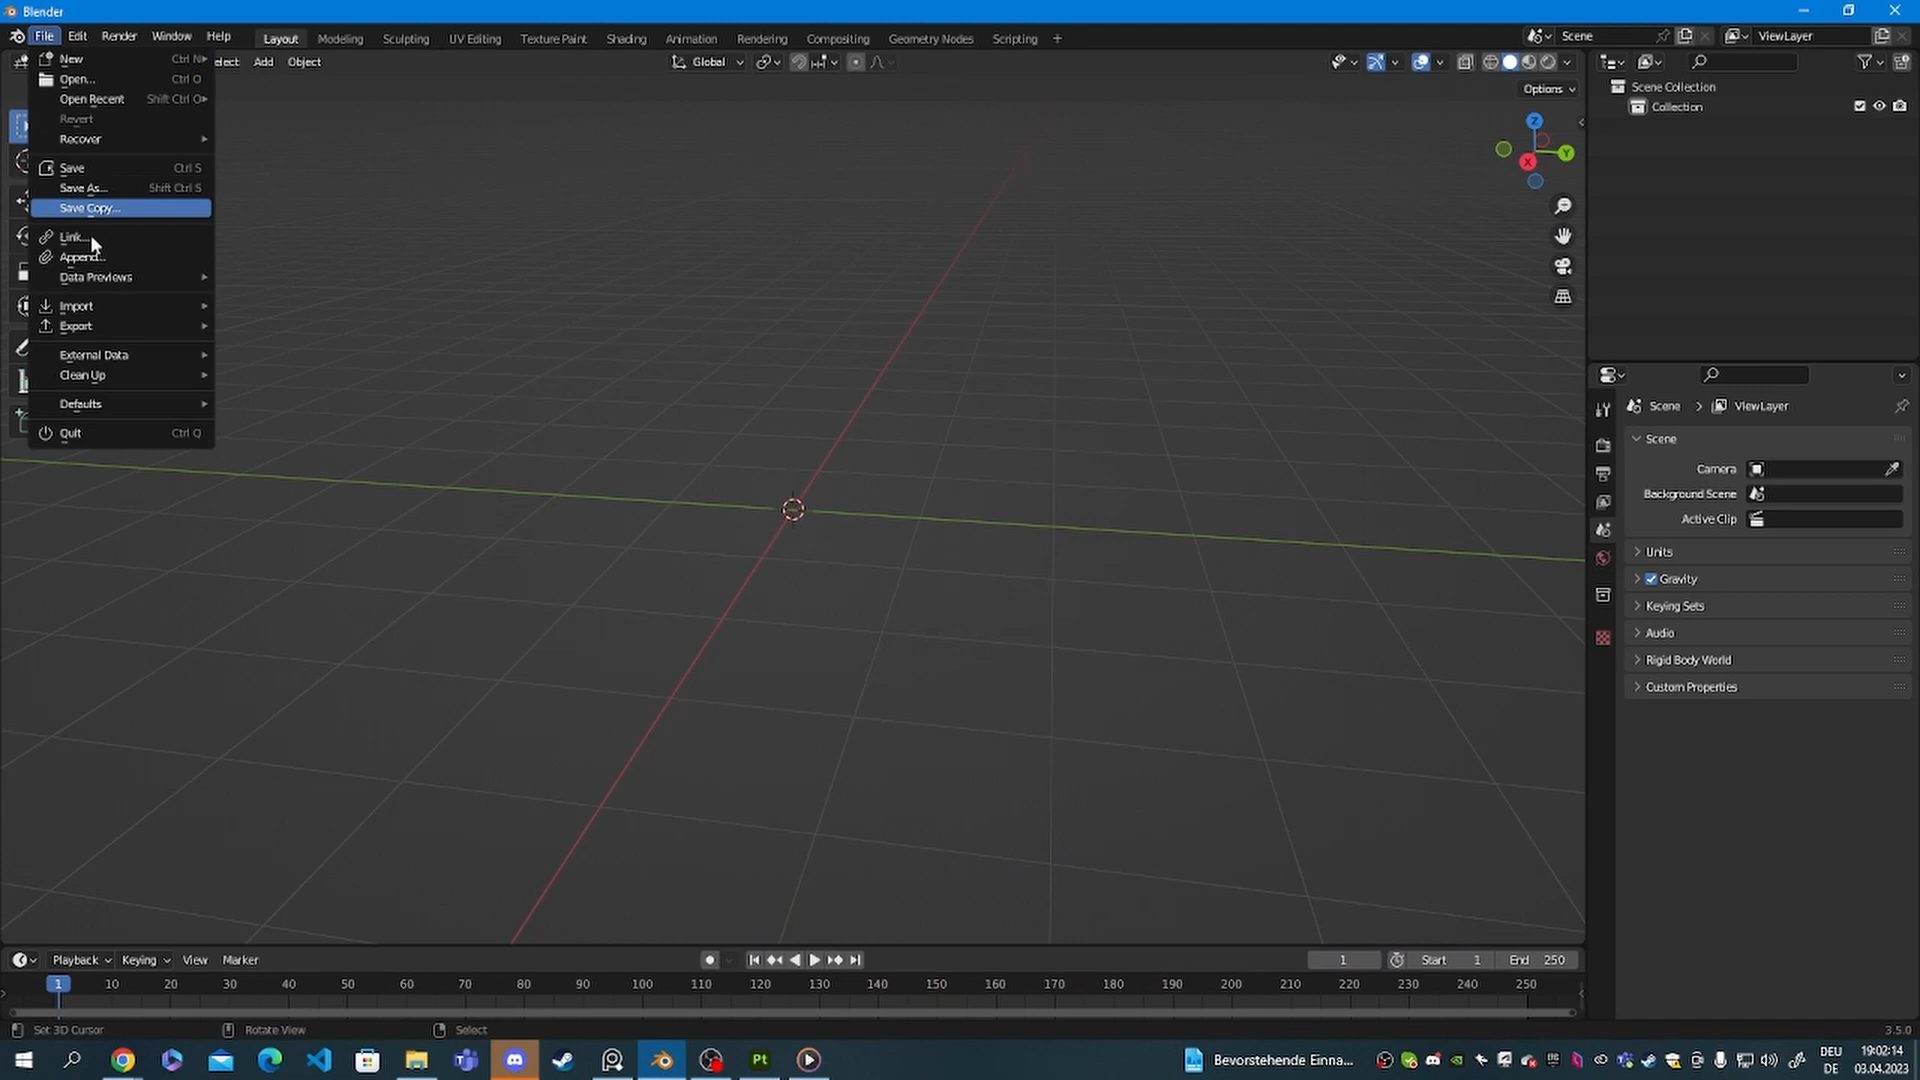 Blender
File Edit Render Window Help Layout Modeling Sculpting UV Editing Texture Paint Shading Animation Rendering Compositing Geometry Nodes Scripting + Scene ViewLayer
elect Add Object Global
Options
New Ctrl N
Open... Ctrl O
Open Recent Shift Ctrl O
Revert
Recover
Save Ctrl S
Save As... Shift Ctrl S
Save Copy...
Link...
Append...
Data Previews
Import
Export
External Data
Clean Up
Defaults
Quit Ctrl Q
Z
Y
X
Scene Collection
Collection
Scene > ViewLayer
Scene
Camera
Background Scene
Active Clip
Units
Gravity
Keying Sets
Audio
Rigid Body World
Custom Properties
Playback Keying View Marker 1 Start 1 End 250
1 10 20 30 40 50 60 70 80 90 100 110 120 130 140 150 160 170 180 190 200 210 220 230 240 250
Set 3D Cursor Rotate View Select 3.5.0
Pt Bevorstehende Einna... DEU 19:02:14
DE 03.04.2023